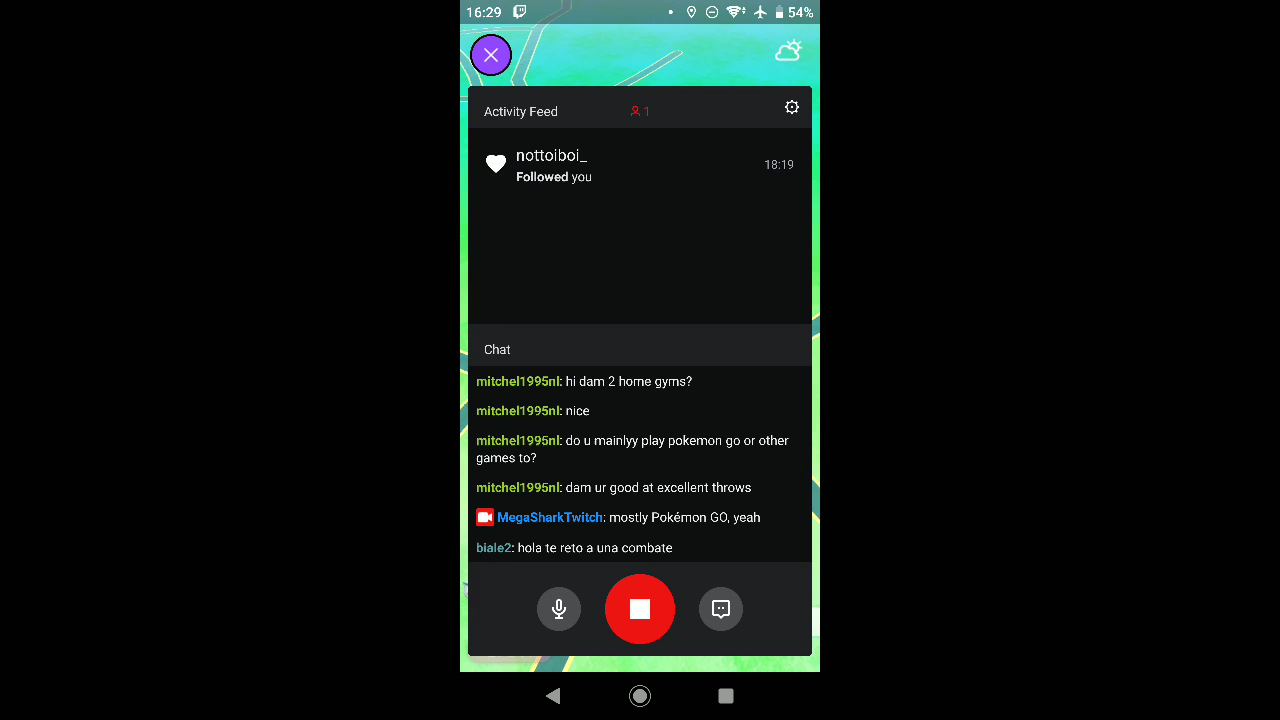 16:29
54%
Activity Feed
1
nottoiboi_
18:19
Followed you
Chat
mitchel1995nl: hi dam 2 home gyms?
mitchel1995nl: nice
mitchel1995nl: do u mainlyy play pokemon go or other
games to?
mitchel1995nl: dam ur good at excellent throws
MegaSharkTwitch: mostly Pokémon GO, yeah
biale2: hola te reto a una combate